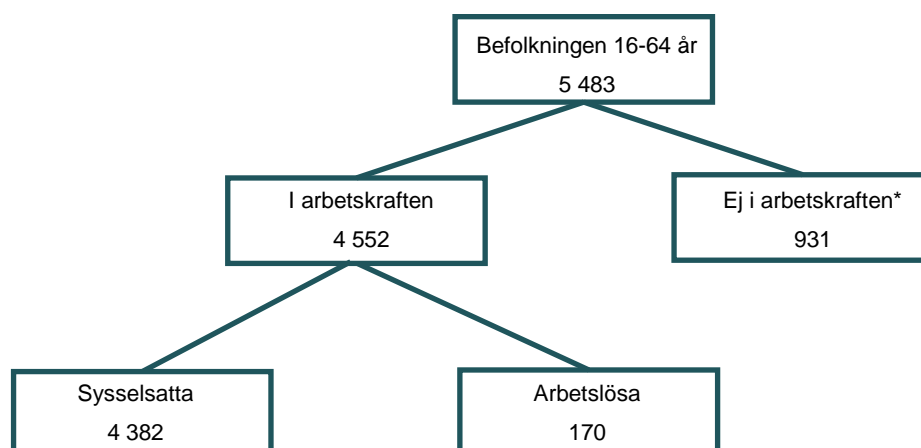 Befolkningen 16-64 år
5 483
I arbetskraften
4 552
Ej i arbetskraften*
931
Sysselsatta
4 382
Arbetslösa
170